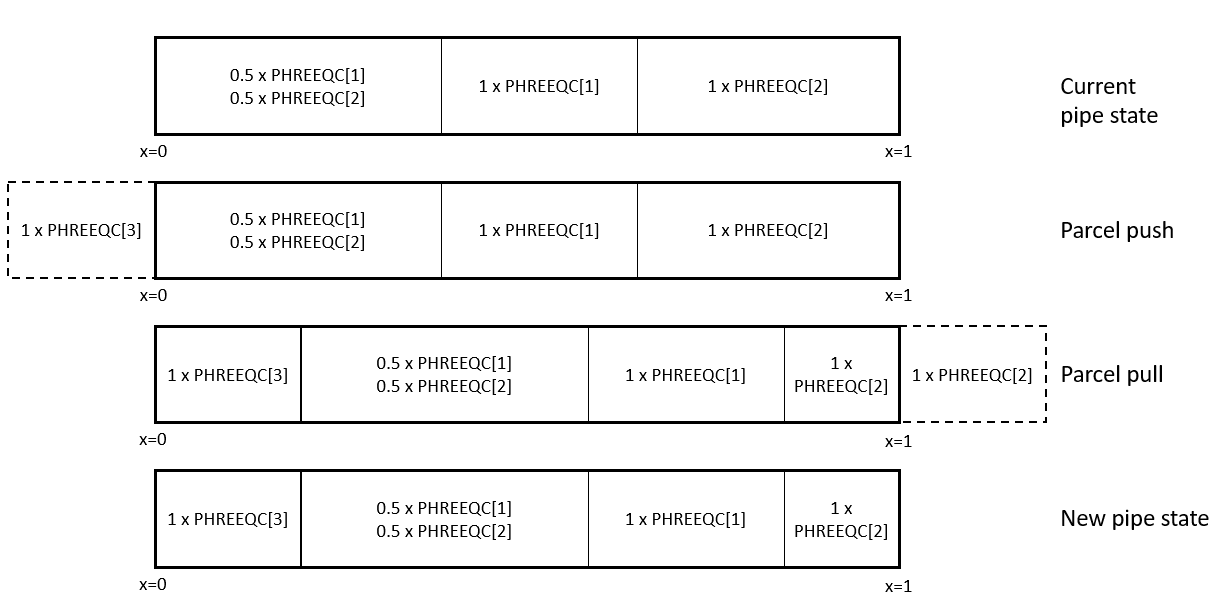 0.5 x PHREEQC[1]
0.5 x PHREEQC[2]
1 x PHREEQC[1]
1 x PHREEQC[2]
Current
pipe state
x=0
x=1
1 x PHREEQC[3]
0.5 x PHREEQC[1]
0.5 x PHREEQC[2]
1 x PHREEQC[1]
1 x PHREEQC[2]
Parcel push
x=0
x=1
1 x PHREEQC[3]
0.5 x PHREEQC[1]
0.5 x PHREEQC[2]
1 x PHREEQC[1]
1 x
PHREEQC[2]
1 x PHREEQC[2]
Parcel pull
x=0
x=1
1 x PHREEQC[3]
0.5 x PHREEQC[1]
0.5 x PHREEQC[2]
1 x PHREEQC[1]
1 x
PHREEQC[2]
New pipe state
x=0
x=1